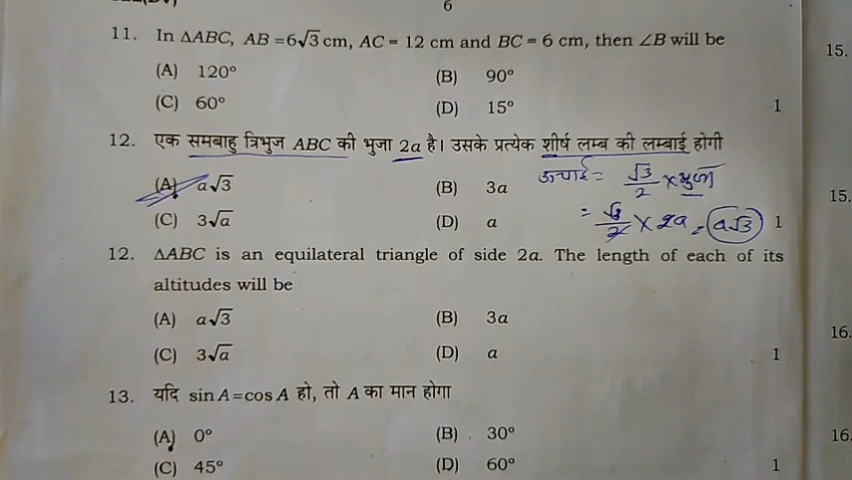 6
11. In ΔABC, AB = 6√3 cm, AC = 12 cm and BC = 6 cm, then ∠B will be
(A) 120° (B) 90°
(C) 60° (D) 15° 1
12. एक समबाहु त्रिभुज ABC की भुजा 2a है। उसके प्रत्येक शीर्ष लम्ब की लम्बाई होगी
(A) a√3 (B) 3a ऊचाई = √3/2 × भुजा
(C) 3√a (D) a = √3/2 × 2a = a√3 1
12. ΔABC is an equilateral triangle of side 2a. The length of each of its
altitudes will be
(A) a√3 (B) 3a
(C) 3√a (D) a 1
13. यदि sin A = cos A हो, तो A का मान होगा
(A) 0° (B) 30°
(C) 45° (D) 60° 1
15.
15.
16.
16.